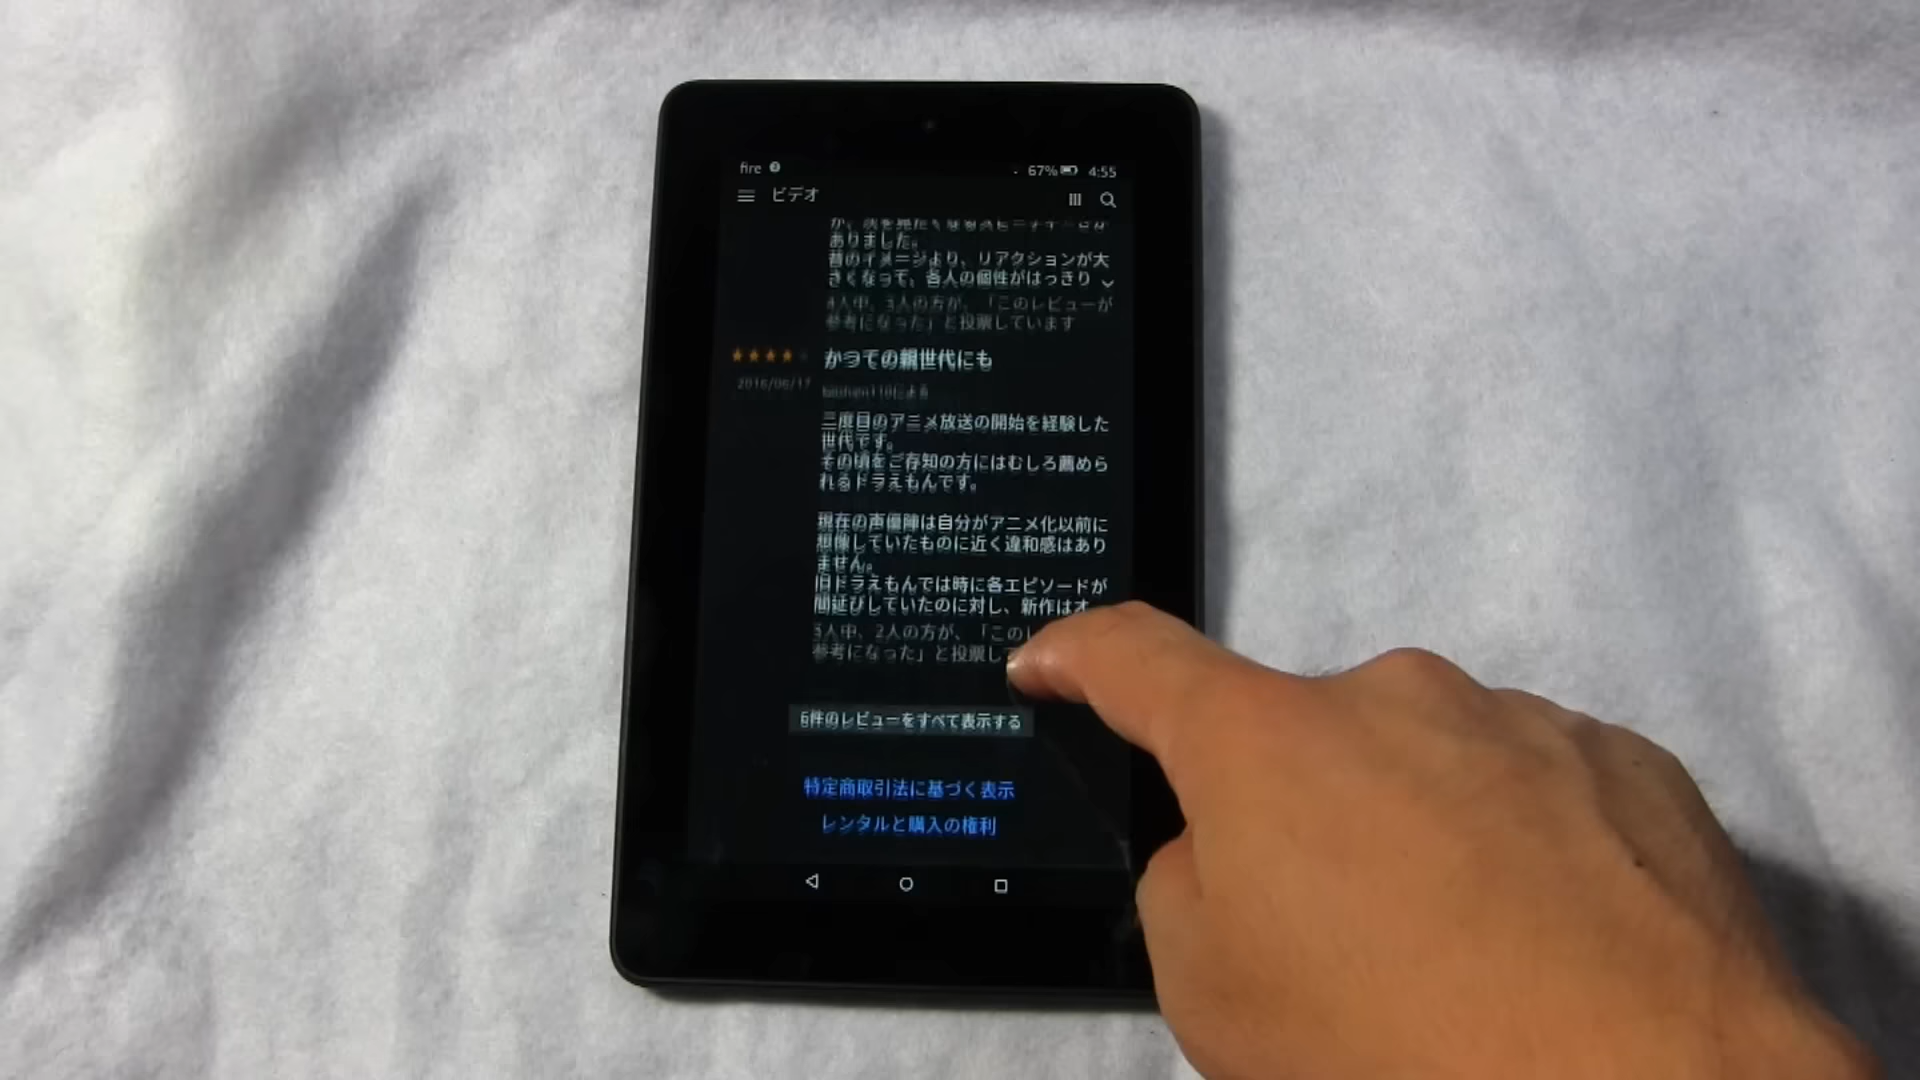 fire 67% 4:55
ビデオ
ありました。
昔のイメージより、リアクションが大
きくなって、各人の個性がはっきり
4人中、3人の方が、「このレビューが
参考になった」と投票しています
かつての親世代にも
2016/06/17
三度目のアニメ放送の開始を経験した
世代です。
その頃をご存知の方にはむしろ薦めら
れるドラえもんです。
現在の声優陣は自分がアニメ化以前に
想像していたものに近く違和感はあり
ません。
旧ドラえもんでは時に各エピソードが
間延びしていたのに対し、新作はオ
人中、2人の方が、「このレ
参考になった」と投票し
6件のレビューをすべて表示する
特定商取引法に基づく表示
レンタルと購入の権利